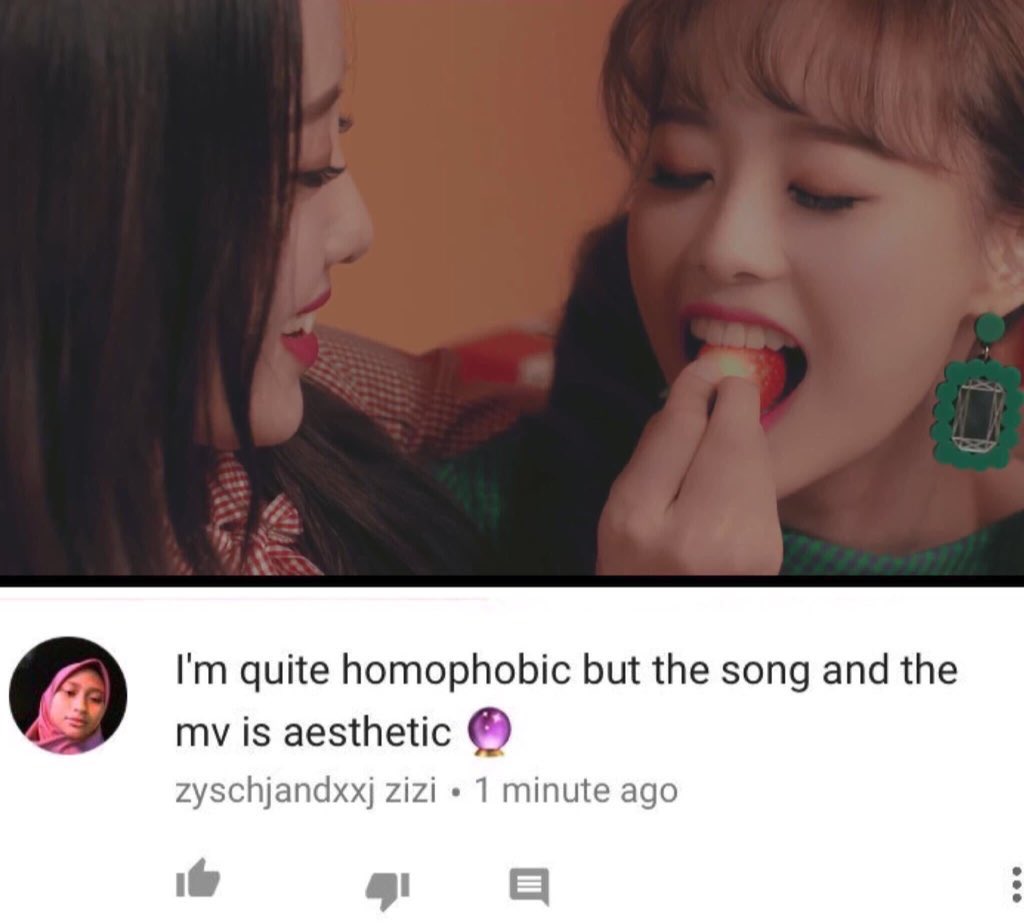 I'm quite homophobic but the song and the
mv is aesthetic 🔮
zyschjandxxj zizi • 1 minute ago